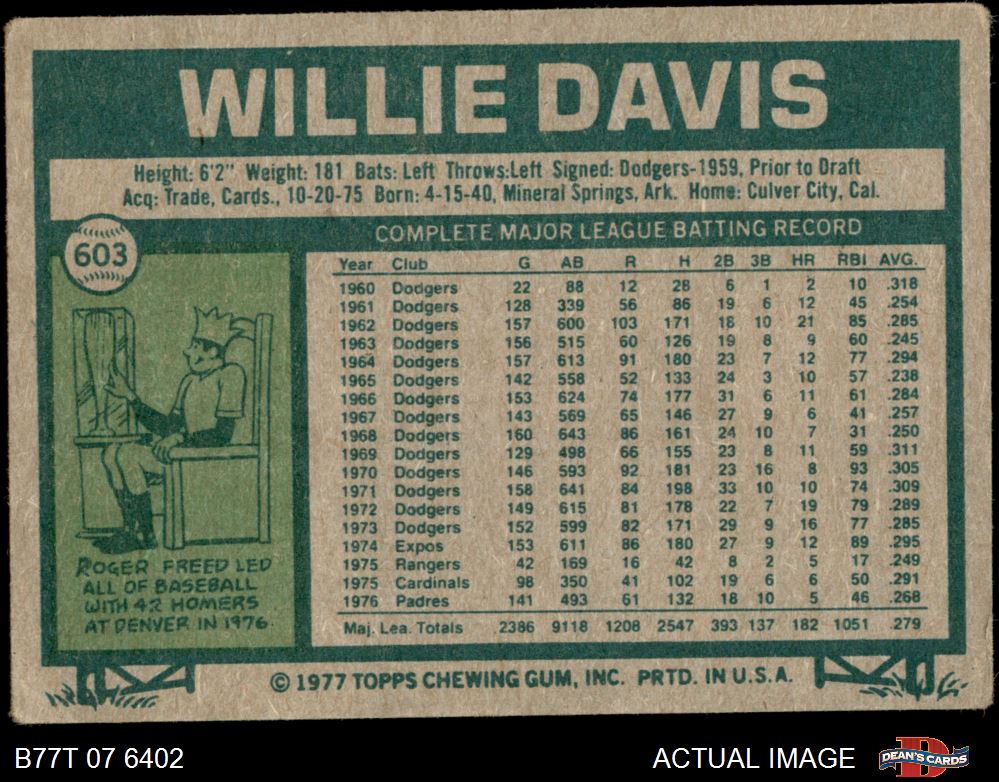 WILLIE DAVIS
Height: 6'2" Weight: 181 Bats: Left Throws:Left Signed: Dodgers-1959, Prior to Draft
Acq: Trade, Cards., 10-20-75 Born: 4-15-40, Mineral Springs, Ark. Home: Culver City, Cal.
603
COMPLETE MAJOR LEAGUE BATTING RECORD
Year Club G AB R H 2B 3B HR RBI AVG.
1960 Dodgers 22 88 12 28 6 1 2 10 .318
1961 Dodgers 128 339 56 86 19 6 12 45 .254
1962 Dodgers 157 600 103 171 18 10 21 85 .285
1963 Dodgers 156 515 60 126 19 8 9 60 .245
1964 Dodgers 157 613 91 180 23 7 12 77 .294
1965 Dodgers 142 558 52 133 24 3 10 57 .238
1966 Dodgers 153 624 74 177 31 6 11 61 .284
1967 Dodgers 143 569 65 146 27 9 6 41 .257
1968 Dodgers 160 643 86 161 24 10 7 31 .250
1969 Dodgers 129 498 66 155 23 8 11 59 .311
1970 Dodgers 146 593 92 181 23 16 8 93 .305
1971 Dodgers 158 641 84 198 33 10 10 74 .309
1972 Dodgers 149 615 81 178 22 7 19 79 .289
1973 Dodgers 152 599 82 171 29 9 16 77 .285
1974 Expos 153 611 86 180 27 9 12 89 .295
1975 Rangers 42 169 16 42 8 2 5 17 .249
1975 Cardinals 98 350 41 102 19 6 6 50 .291
1976 Padres 141 493 61 132 18 10 5 46 .268
Maj. Lea. Totals 2386 9118 1208 2547 393 137 182 1051 .279
ROGER FREED LED
ALL OF BASEBALL
WITH 42 HOMERS
AT DENVER IN 1976.
© 1977 TOPPS CHEWING GUM, INC. PRTD. IN U.S.A.
B77T 07 6402
ACTUAL IMAGE
DEAN'S CARDS